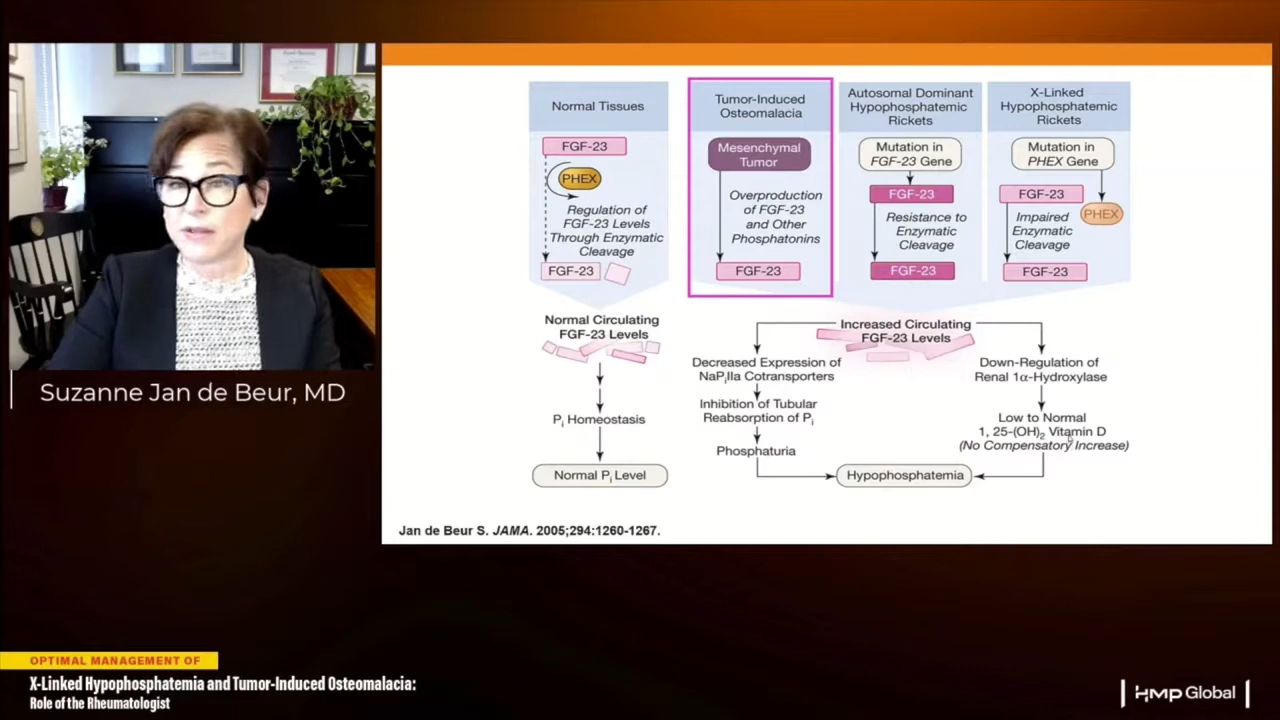 Suzanne Jan de Beur, MD
Normal Tissues
FGF-23
PHEX
Regulation of
FGF-23 Levels
Through Enzymatic
Cleavage
FGF-23
Normal Circulating
FGF-23 Levels
Pi Homeostasis
Normal Pi Level
Tumor-Induced
Osteomalacia
Mesenchymal
Tumor
Overproduction
of FGF-23
and Other
Phosphatonins
FGF-23
Autosomal Dominant
Hypophosphatemic
Rickets
Mutation in
FGF-23 Gene
FGF-23
Resistance to
Enzymatic
Cleavage
FGF-23
X-Linked
Hypophosphatemic
Rickets
Mutation in
PHEX Gene
FGF-23
PHEX
Impaired
Enzymatic
Cleavage
FGF-23
Increased Circulating
FGF-23 Levels
Decreased Expression of
NaPiIIa Cotransporters
Inhibition of Tubular
Reabsorption of Pi
Phosphaturia
Down-Regulation of
Renal 1α-Hydroxylase
Low to Normal
1, 25-(OH)2 Vitamin D
(No Compensatory Increase)
Hypophosphatemia
Jan de Beur S. JAMA. 2005;294:1260-1267.
OPTIMAL MANAGEMENT OF
X-Linked Hypophosphatemia and Tumor-Induced Osteomalacia:
Role of the Rheumatologist
HMP Global